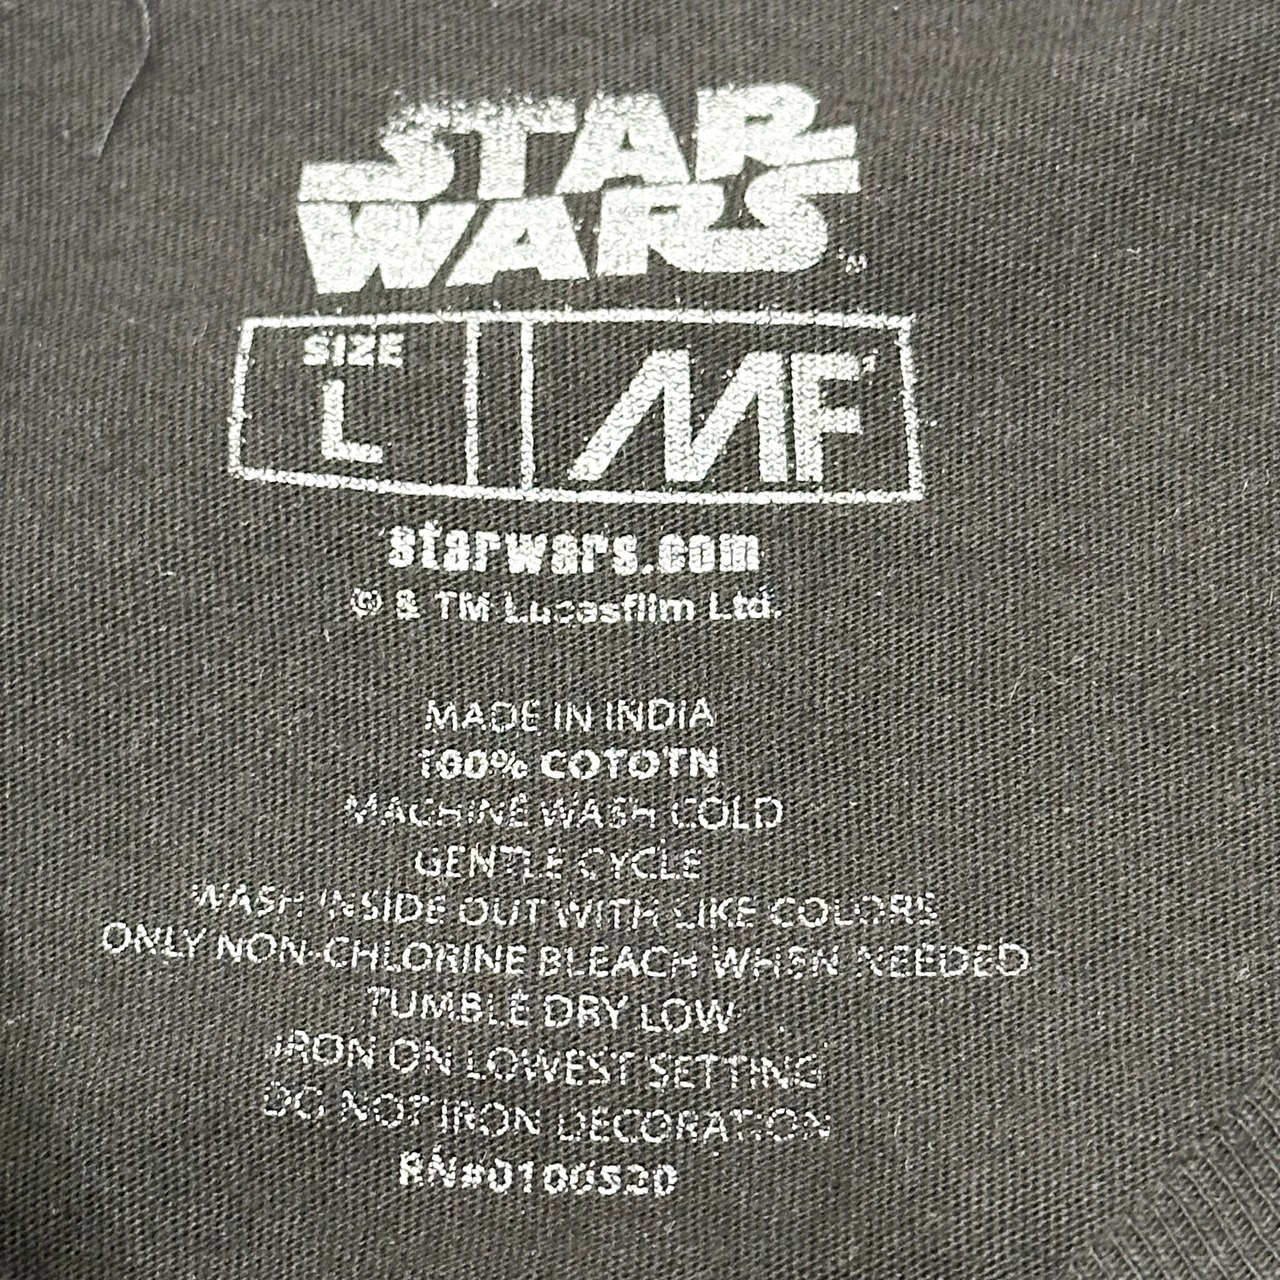 STAR
WARS
TM
SIZE
L
MF
starwars.com
© & TM Lucasfilm Ltd.
MADE IN INDIA
100% COTOTN
MACHINE WASH COLD
GENTLE CYCLE
WASH INSIDE OUT WITH LIKE COLORS
ONLY NON-CHLORINE BLEACH WHEN NEEDED
TUMBLE DRY LOW
IRON ON LOWEST SETTING
DO NOT IRON DECORATION
RN#0100520